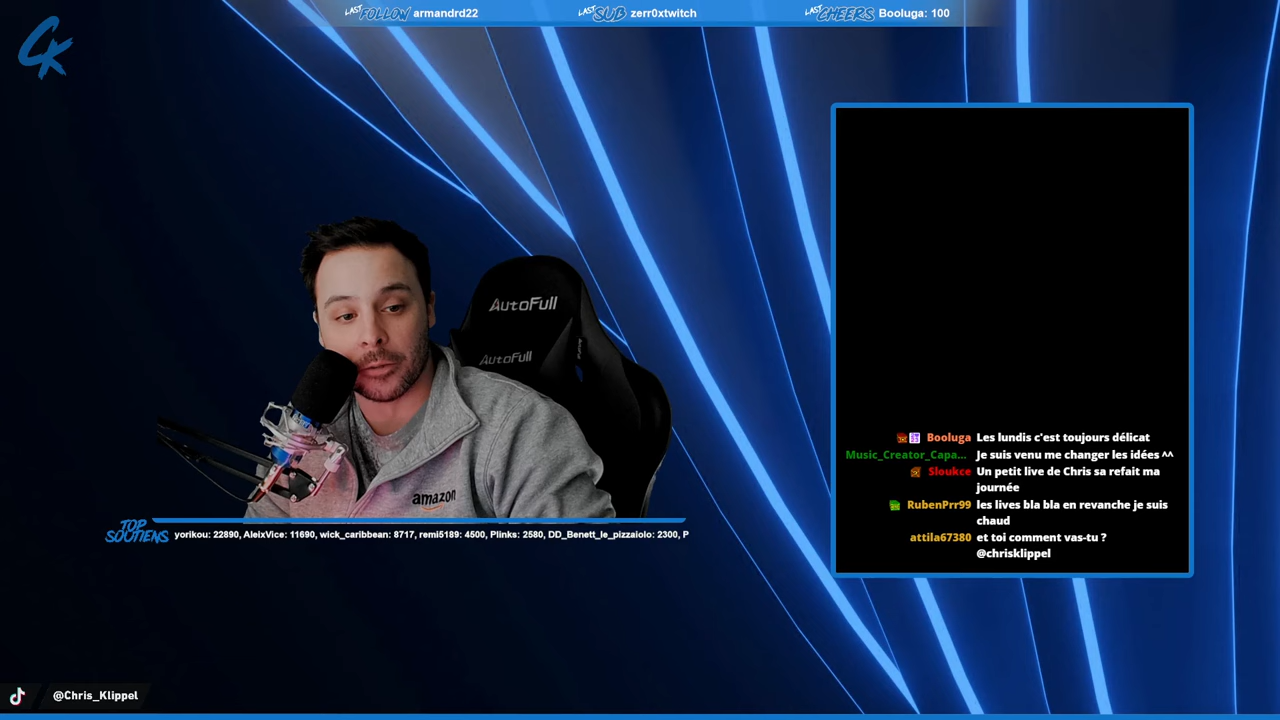 LAST FOLLOW armandrd22
LAST SUB zerr0xtwitch
LAST CHEERS Booluga: 100
CK
AutoFull
AutoFull
amazon
Booluga Les lundis c'est toujours délicat
Music_Creator_Capa... Je suis venu me changer les idées ^^
Sloukce Un petit live de Chris sa refait ma
journée
RubenPrr99 les lives bla bla en revanche je suis
chaud
attila67380 et toi comment vas-tu ?
@chrisklippel
TOP SOUTIENS
yorikou: 22890, AleixVice: 11690, wick_caribbean: 8717, remi5189: 4500, Plinks: 2580, DD_Benett_le_pizzaiolo: 2300, P
@Chris_Klippel